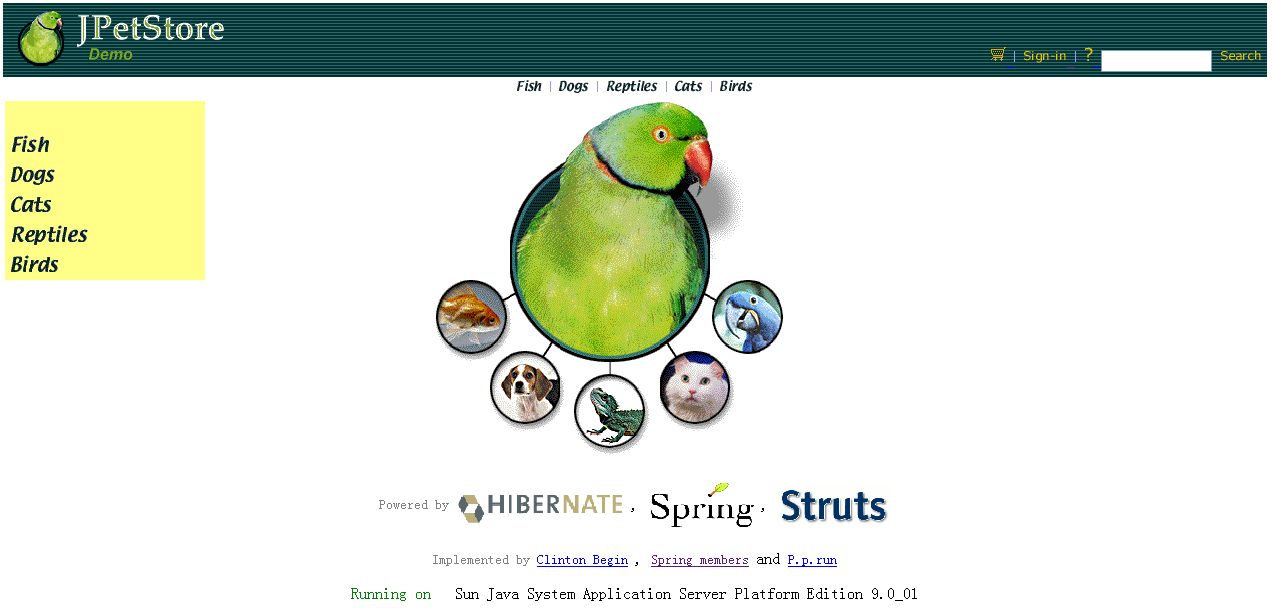 JPetStore
Demo
| Sign-in | ? Search
Fish | Dogs | Reptiles | Cats | Birds
Fish
Dogs
Cats
Reptiles
Birds
Powered by HIBERNATE , Spring , Struts
Implemented by Clinton Begin , Spring members and P.p.run
Running on Sun Java System Application Server Platform Edition 9.0_01